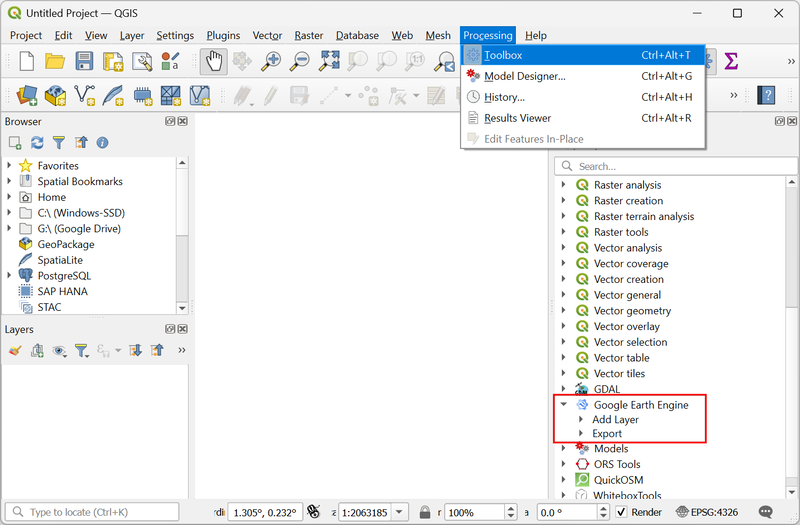 Untitled Project — QGIS
Project Edit View Layer Settings Plugins Vector Raster Database Web Mesh Processing Help
Toolbox Ctrl+Alt+T
Model Designer... Ctrl+Alt+G
History... Ctrl+Alt+H
Results Viewer Ctrl+Alt+R
Edit Features In-Place
Browser
Favorites
Spatial Bookmarks
Home
C:\ (Windows-SSD)
G:\ (Google Drive)
GeoPackage
SpatiaLite
PostgreSQL
SAP HANA
STAC
Layers
Search...
Raster analysis
Raster creation
Raster terrain analysis
Raster tools
Vector analysis
Vector coverage
Vector creation
Vector general
Vector geometry
Vector overlay
Vector selection
Vector table
Vector tiles
GDAL
Google Earth Engine
Add Layer
Export
Models
ORS Tools
QuickOSM
WhiteboxTools
Type to locate (Ctrl+K) rdi 1.305°, 0.232° 1:2063185 r 100% a 0.0 ° Render EPSG:4326